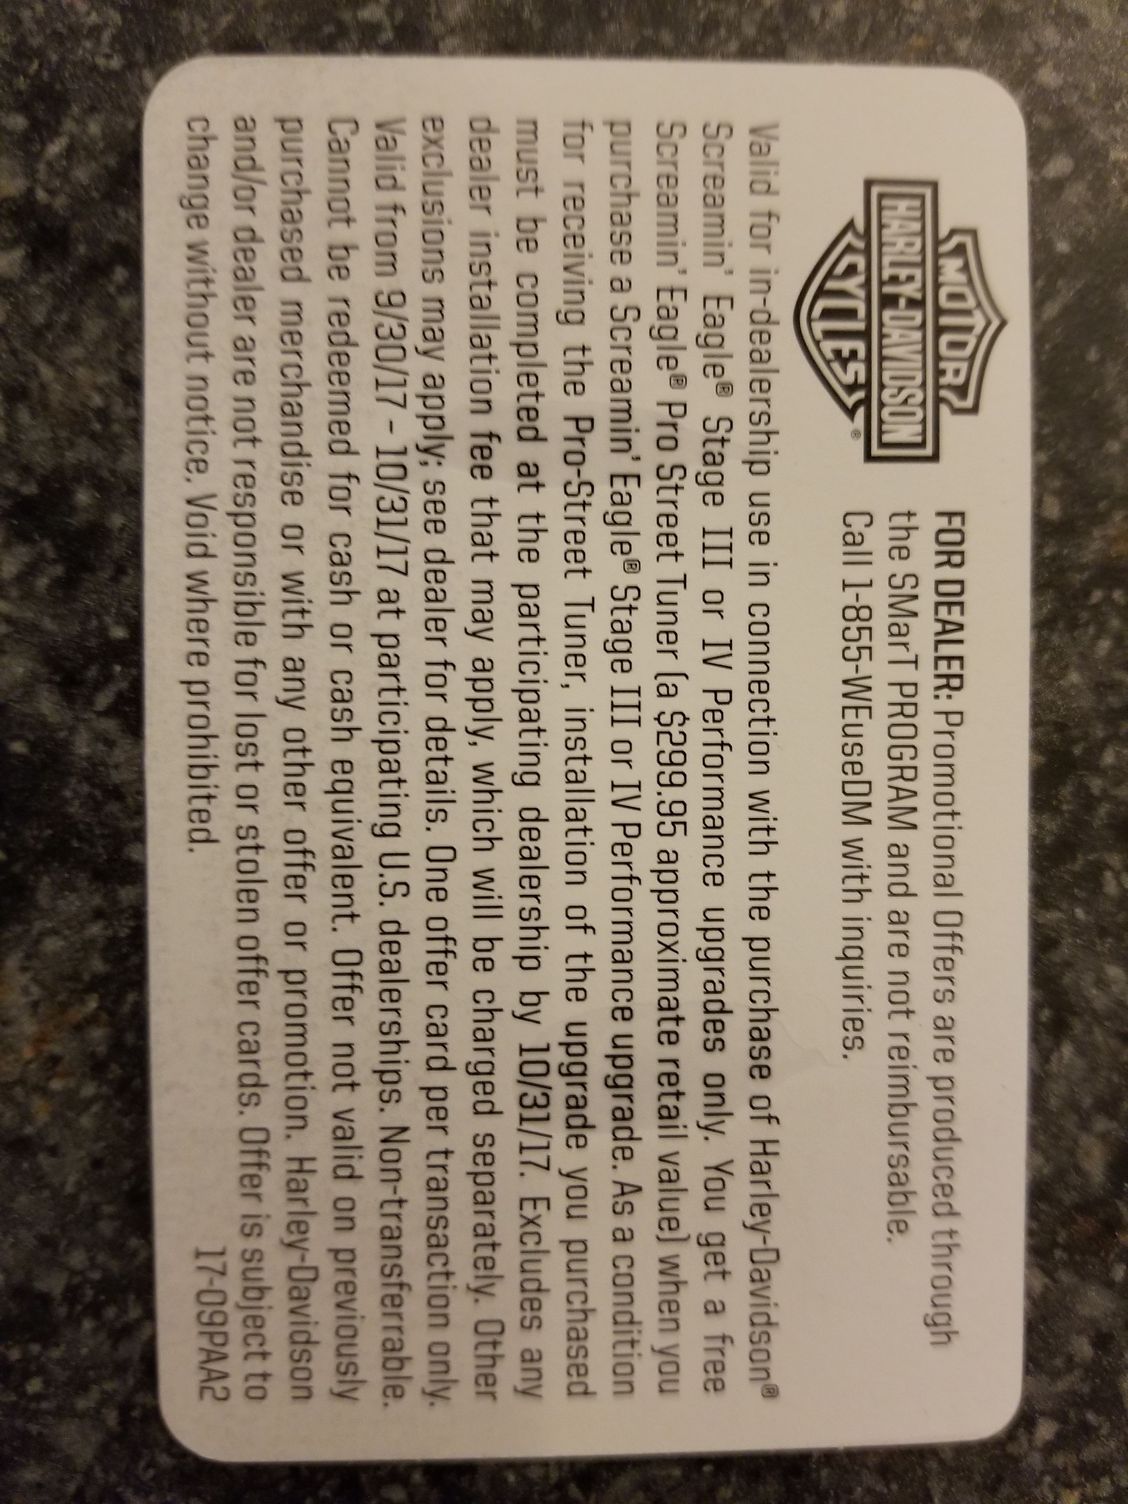 MOTOR
HARLEY-DAVIDSON
CYCLES®
FOR DEALER: Promotional Offers are produced through
the SMarT PROGRAM and are not reimbursable.
Call 1-855-WEuseDM with inquiries.
Valid for in-dealership use in connection with the purchase of Harley-Davidson®
Screamin' Eagle® Stage III or IV Performance upgrades only. You get a free
Screamin' Eagle® Pro Street Tuner (a $299.95 approximate retail value) when you
purchase a Screamin' Eagle® Stage III or IV Performance upgrade. As a condition
for receiving the Pro-Street Tuner, installation of the upgrade you purchased
must be completed at the participating dealership by 10/31/17. Excludes any
dealer installation fee that may apply, which will be charged separately. Other
exclusions may apply; see dealer for details. One offer card per transaction only.
Valid from 9/30/17 - 10/31/17 at participating U.S. dealerships. Non-transferrable.
Cannot be redeemed for cash or cash equivalent. Offer not valid on previously
purchased merchandise or with any other offer or promotion. Harley-Davidson
and/or dealer are not responsible for lost or stolen offer cards. Offer is subject to
change without notice. Void where prohibited.
17-09PAA2